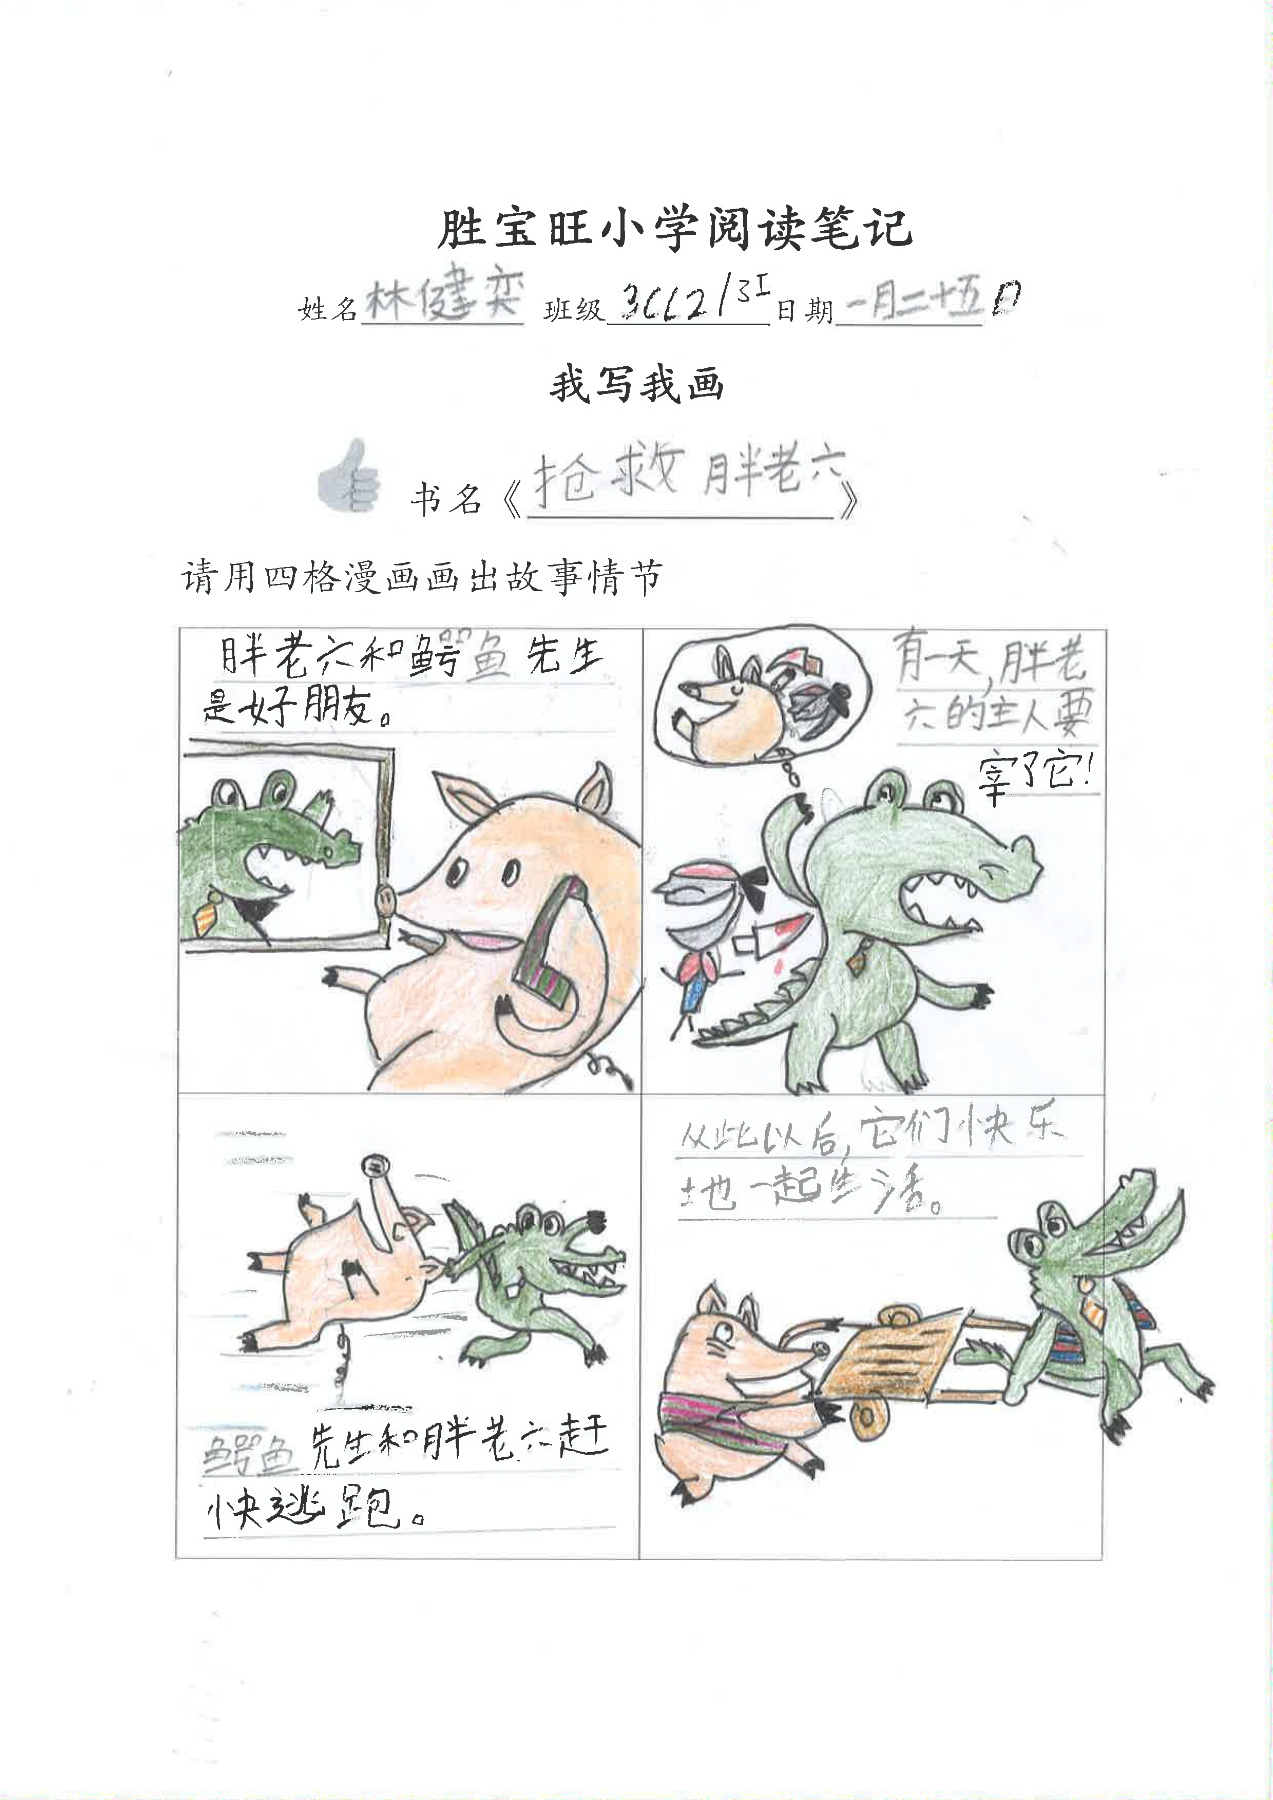 胜宝旺小学阅读笔记
姓名林健奕 班级3CL2/3I日期一月二十五日
我写我画
书名《抢救胖老六》
请用四格漫画画出故事情节
胖老六和鳄鱼先生
是好朋友。
有一天,胖老
六的主人要
宰了它!
鳄鱼先生和胖老六赶
快逃跑。
从此以后,它们快乐
地一起生活。